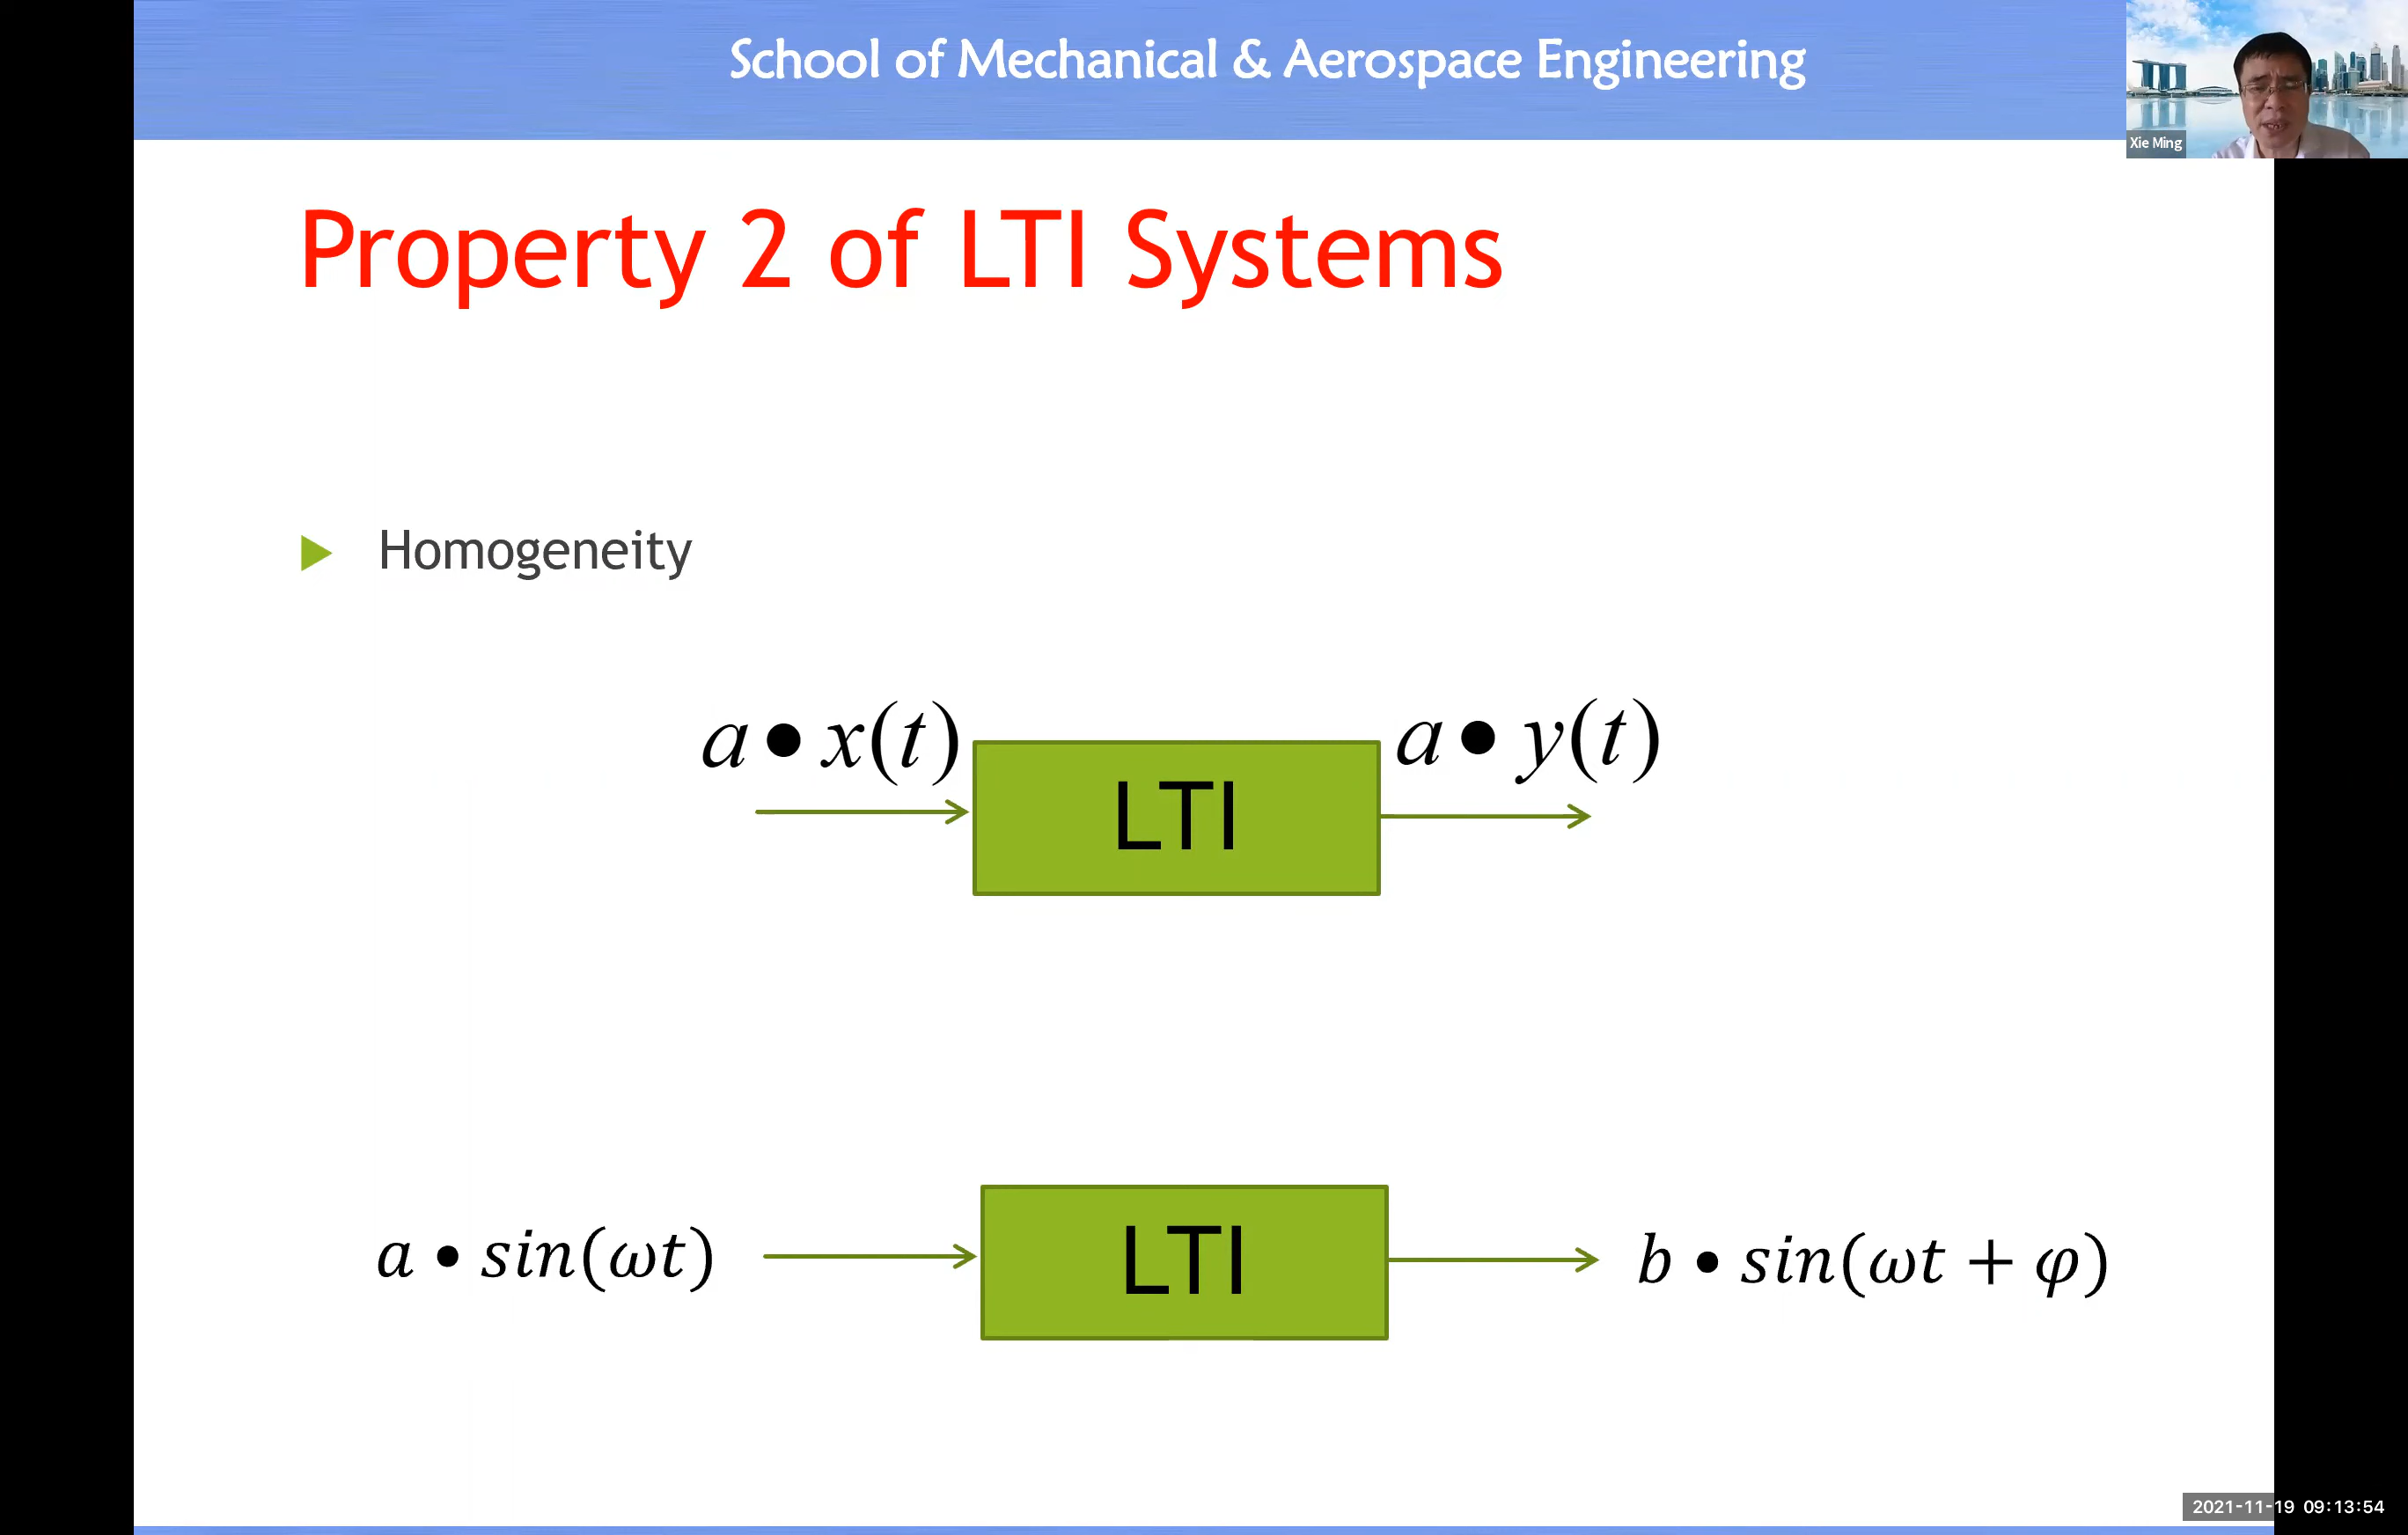 School of Mechanical & Aerospace Engineering
Xie Ming
Property 2 of LTI Systems
Homogeneity
a • x(t)
LTI
a • y(t)
a • sin(ωt)
LTI
b • sin(ωt + φ)
2021-11-19 09:13:54